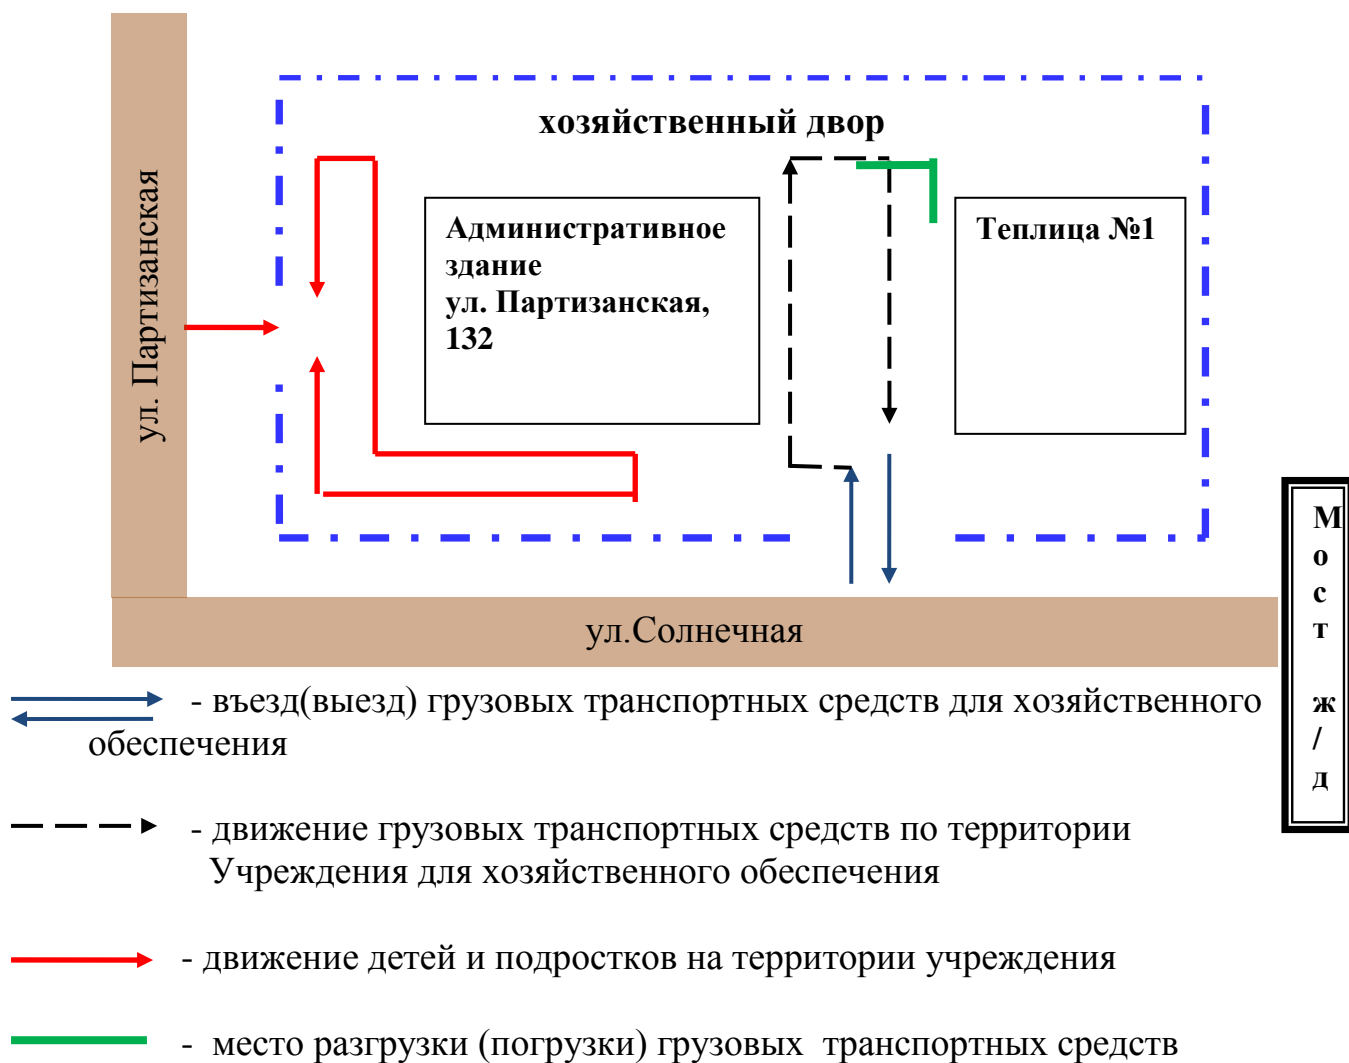 хозяйственный двор
ул. Партизанская
Административное
здание
ул. Партизанская,
132
Теплица №1
ул.Солнечная
Мост ж/д
- въезд(выезд) грузовых транспортных средств для хозяйственного
обеспечения
- движение грузовых транспортных средств по территории
Учреждения для хозяйственного обеспечения
- движение детей и подростков на территории учреждения
- место разгрузки (погрузки) грузовых транспортных средств